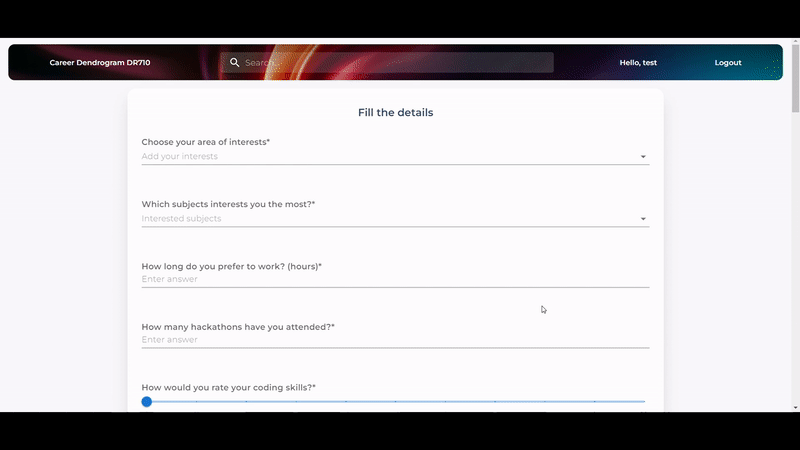 Career Dendrogram DR710
Search...
Hello, test
Logout
Fill the details
Choose your area of interests*
Add your interests
Which subjects interests you the most?*
Interested subjects
How long do you prefer to work? (hours)*
Enter answer
How many hackathons have you attended?*
Enter answer
How would you rate your coding skills?*